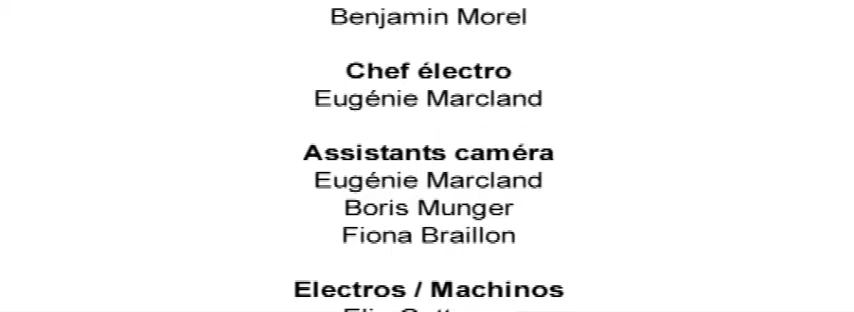 Benjamin Morel
Chef électro
Eugénie Marcland
Assistants caméra
Eugénie Marcland
Boris Munger
Fiona Braillon
Electros / Machinos